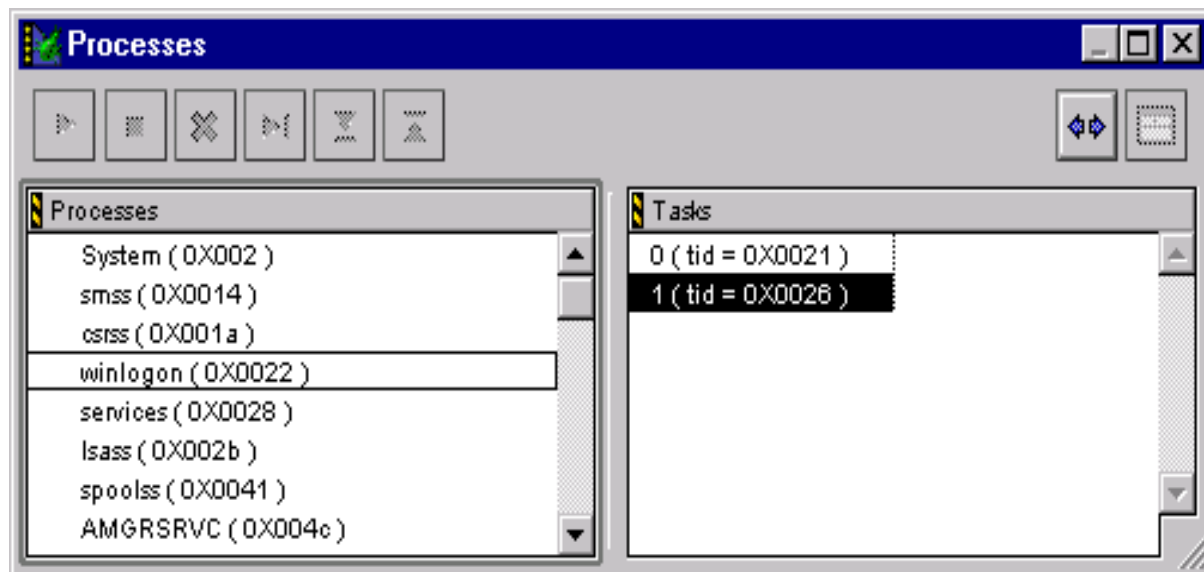 Processes
Processes
System ( 0X002 )
smss ( 0X0014 )
csrss ( 0X001a )
winlogon ( 0X0022 )
services ( 0X0028 )
lsass ( 0X002b )
spoolss ( 0X0041 )
AMGRSRVC ( 0X004c )
Tasks
0 ( tid = 0X0021 )
1 ( tid = 0X0026 )